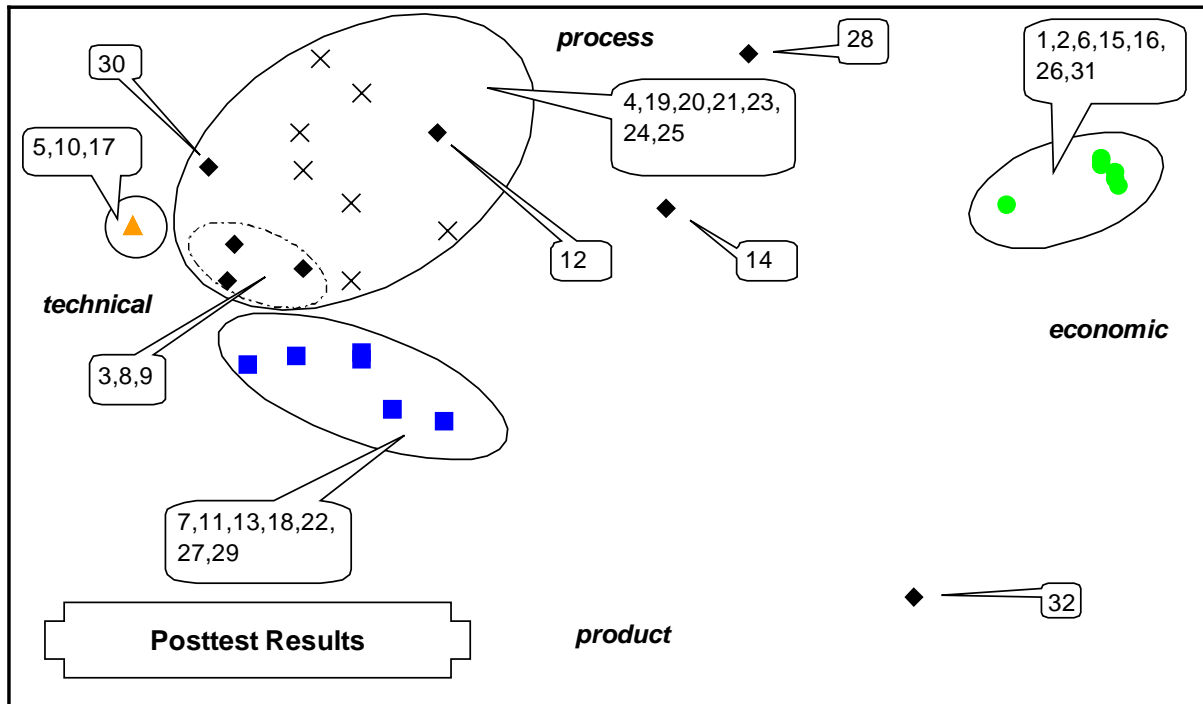 process
28
1,2,6,15,16,
26,31
30
4,19,20,21,23,
24,25
5,10,17
12
14
technical
economic
3,8,9
7,11,13,18,22,
27,29
32
Posttest Results
product